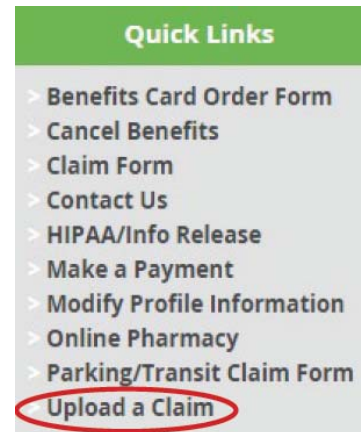 Quick Links
> Benefits Card Order Form
> Cancel Benefits
> Claim Form
> Contact Us
> HIPAA/Info Release
> Make a Payment
> Modify Profile Information
> Online Pharmacy
> Parking/Transit Claim Form
> Upload a Claim